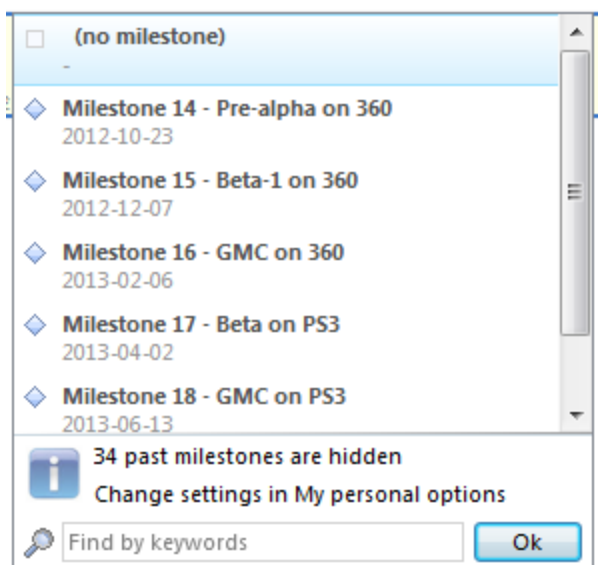 (no milestone)
-
Milestone 14 - Pre-alpha on 360
2012-10-23
Milestone 15 - Beta-1 on 360
2012-12-07
Milestone 16 - GMC on 360
2013-02-06
Milestone 17 - Beta on PS3
2013-04-02
Milestone 18 - GMC on PS3
2013-06-13
34 past milestones are hidden
Change settings in My personal options
Find by keywords
Ok